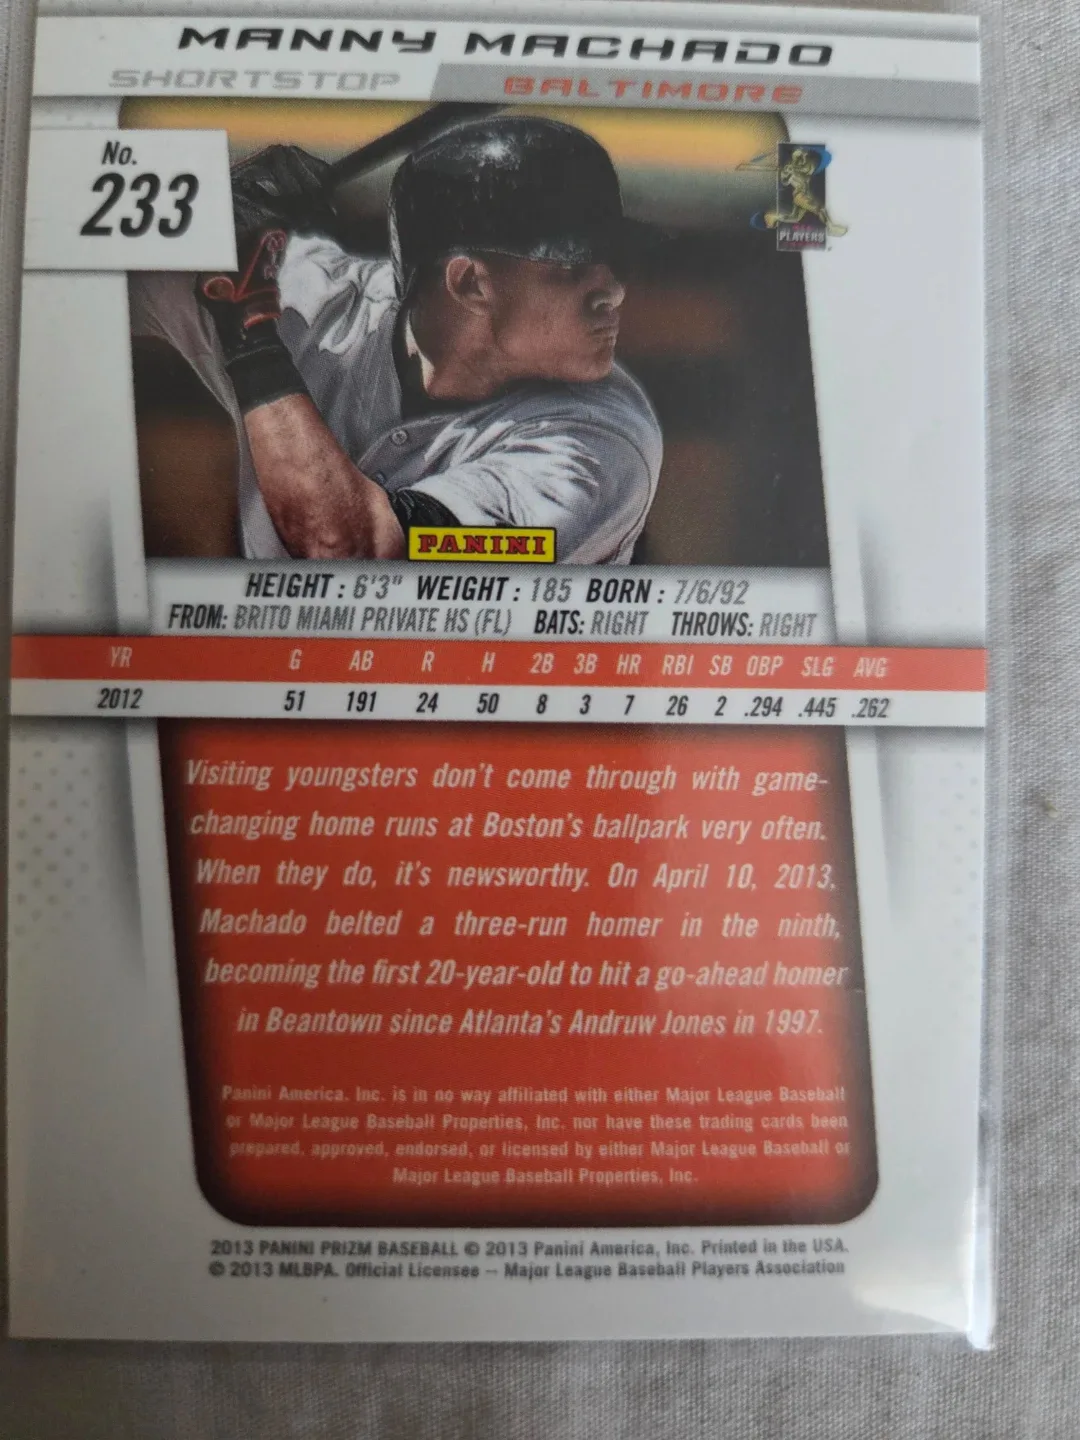 MANNY MACHADO
SHORTSTOP BALTIMORE
No.
233
PLAYERS
PANINI
HEIGHT : 6'3" WEIGHT : 185 BORN : 7/6/92
FROM: BRITO MIAMI PRIVATE HS (FL) BATS: RIGHT THROWS: RIGHT
YR G AB R H 2B 3B HR RBI SB OBP SLG AVG
2012 51 191 24 50 8 3 7 26 2 .294 .445 .262
Visiting youngsters don't come through with game-
changing home runs at Boston's ballpark very often.
When they do, it's newsworthy. On April 10, 2013,
Machado belted a three-run homer in the ninth,
becoming the first 20-year-old to hit a go-ahead homer
in Beantown since Atlanta's Andruw Jones in 1997.
Panini America, Inc. is in no way affiliated with either Major League Baseball
or Major League Baseball Properties, Inc. nor have these trading cards been
prepared, approved, endorsed, or licensed by either Major League Baseball or
Major League Baseball Properties, Inc.
2013 PANINI PRIZM BASEBALL © 2013 Panini America, Inc. Printed in the USA.
© 2013 MLBPA. Official Licensee -- Major League Baseball Players Association